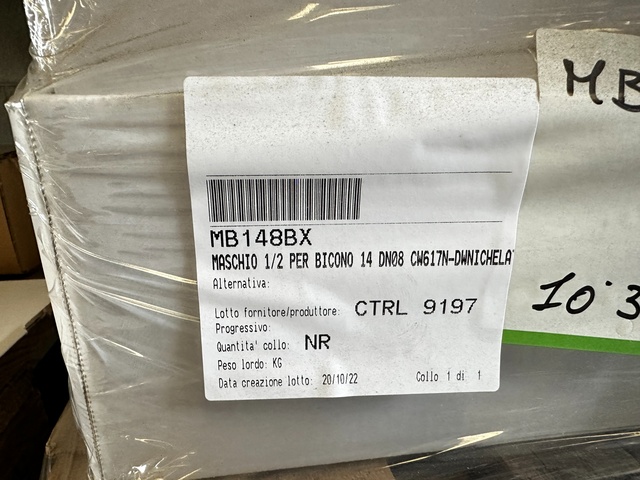 MB148BX
MASCHIO 1/2 PER BICONO 14 DN08 CW617N-DWNICHELAT
Alternativa:
Lotto fornitore/produttore: CTRL 9197
Progressivo:
Quantita' collo: NR
Peso lordo: KG
Data creazione lotto: 20/10/22 Collo 1 di 1
MB
10·3